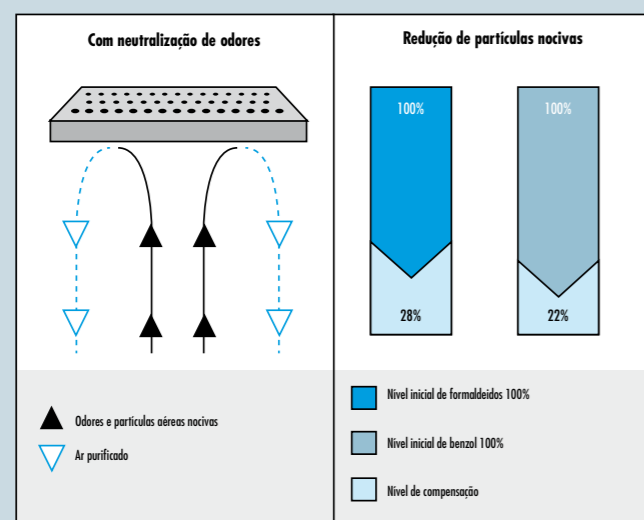 Com neutralização de odores
Odores e partículas aéreas nocivas
Ar purificado
Redução de partículas nocivas
100%
100%
28%
22%
Nível inicial de formaldeídos 100%
Nível inicial de benzol 100%
Nível de compensação